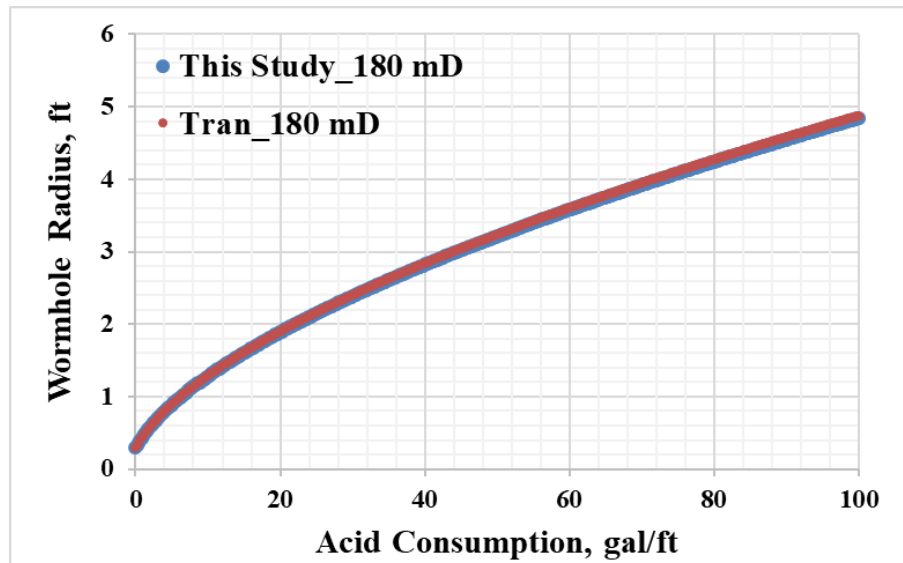 6
This Study_180 mD
5
Tran_180 mD
4
3
2
1
0
Wormhole Radius, ft
0 20 40 60 80 100
Acid Consumption, gal/ft